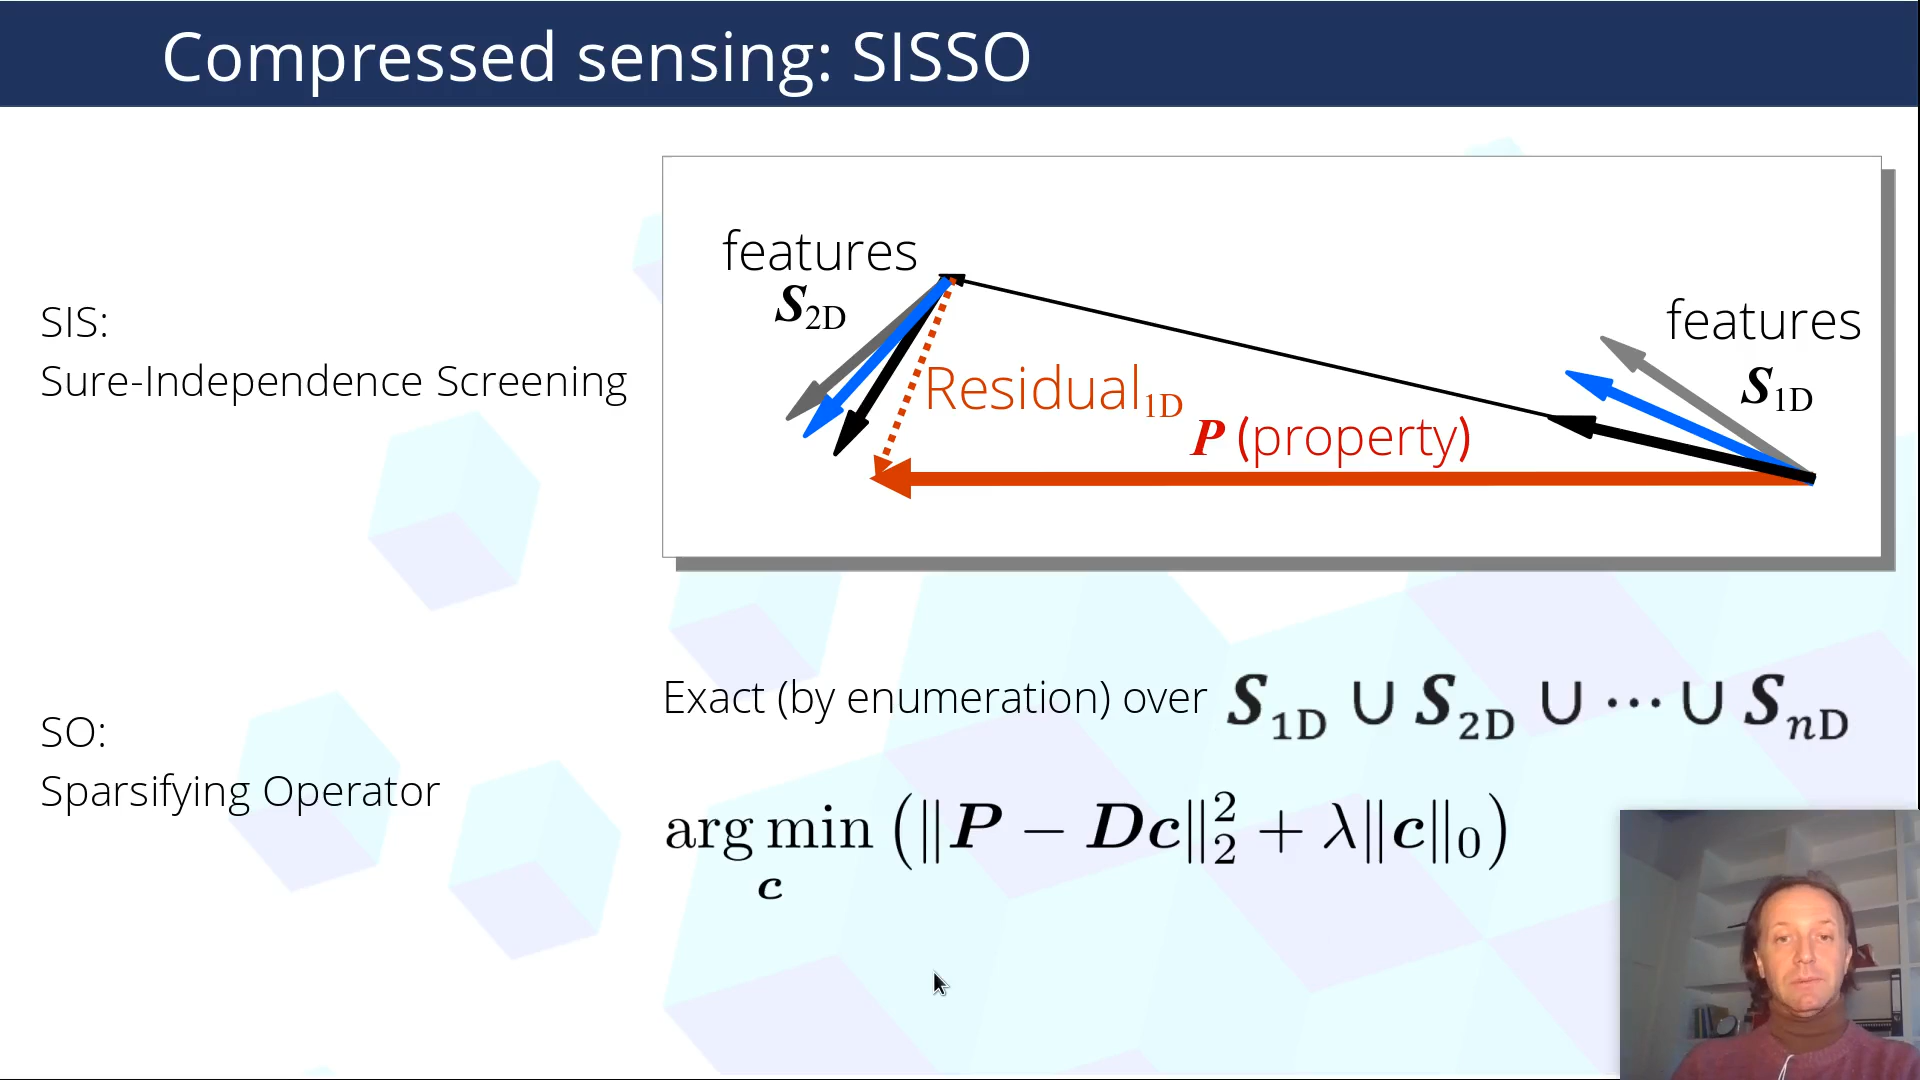 Compressed sensing: SISSO
SIS:
Sure-Independence Screening
features
S2D
features
S1D
Residual1D
P (property)
SO:
Sparsifying Operator
Exact (by enumeration) over S1D ∪ S2D ∪ ··· ∪ SnD
arg min (‖P − Dc‖₂² + λ‖c‖₀)
c